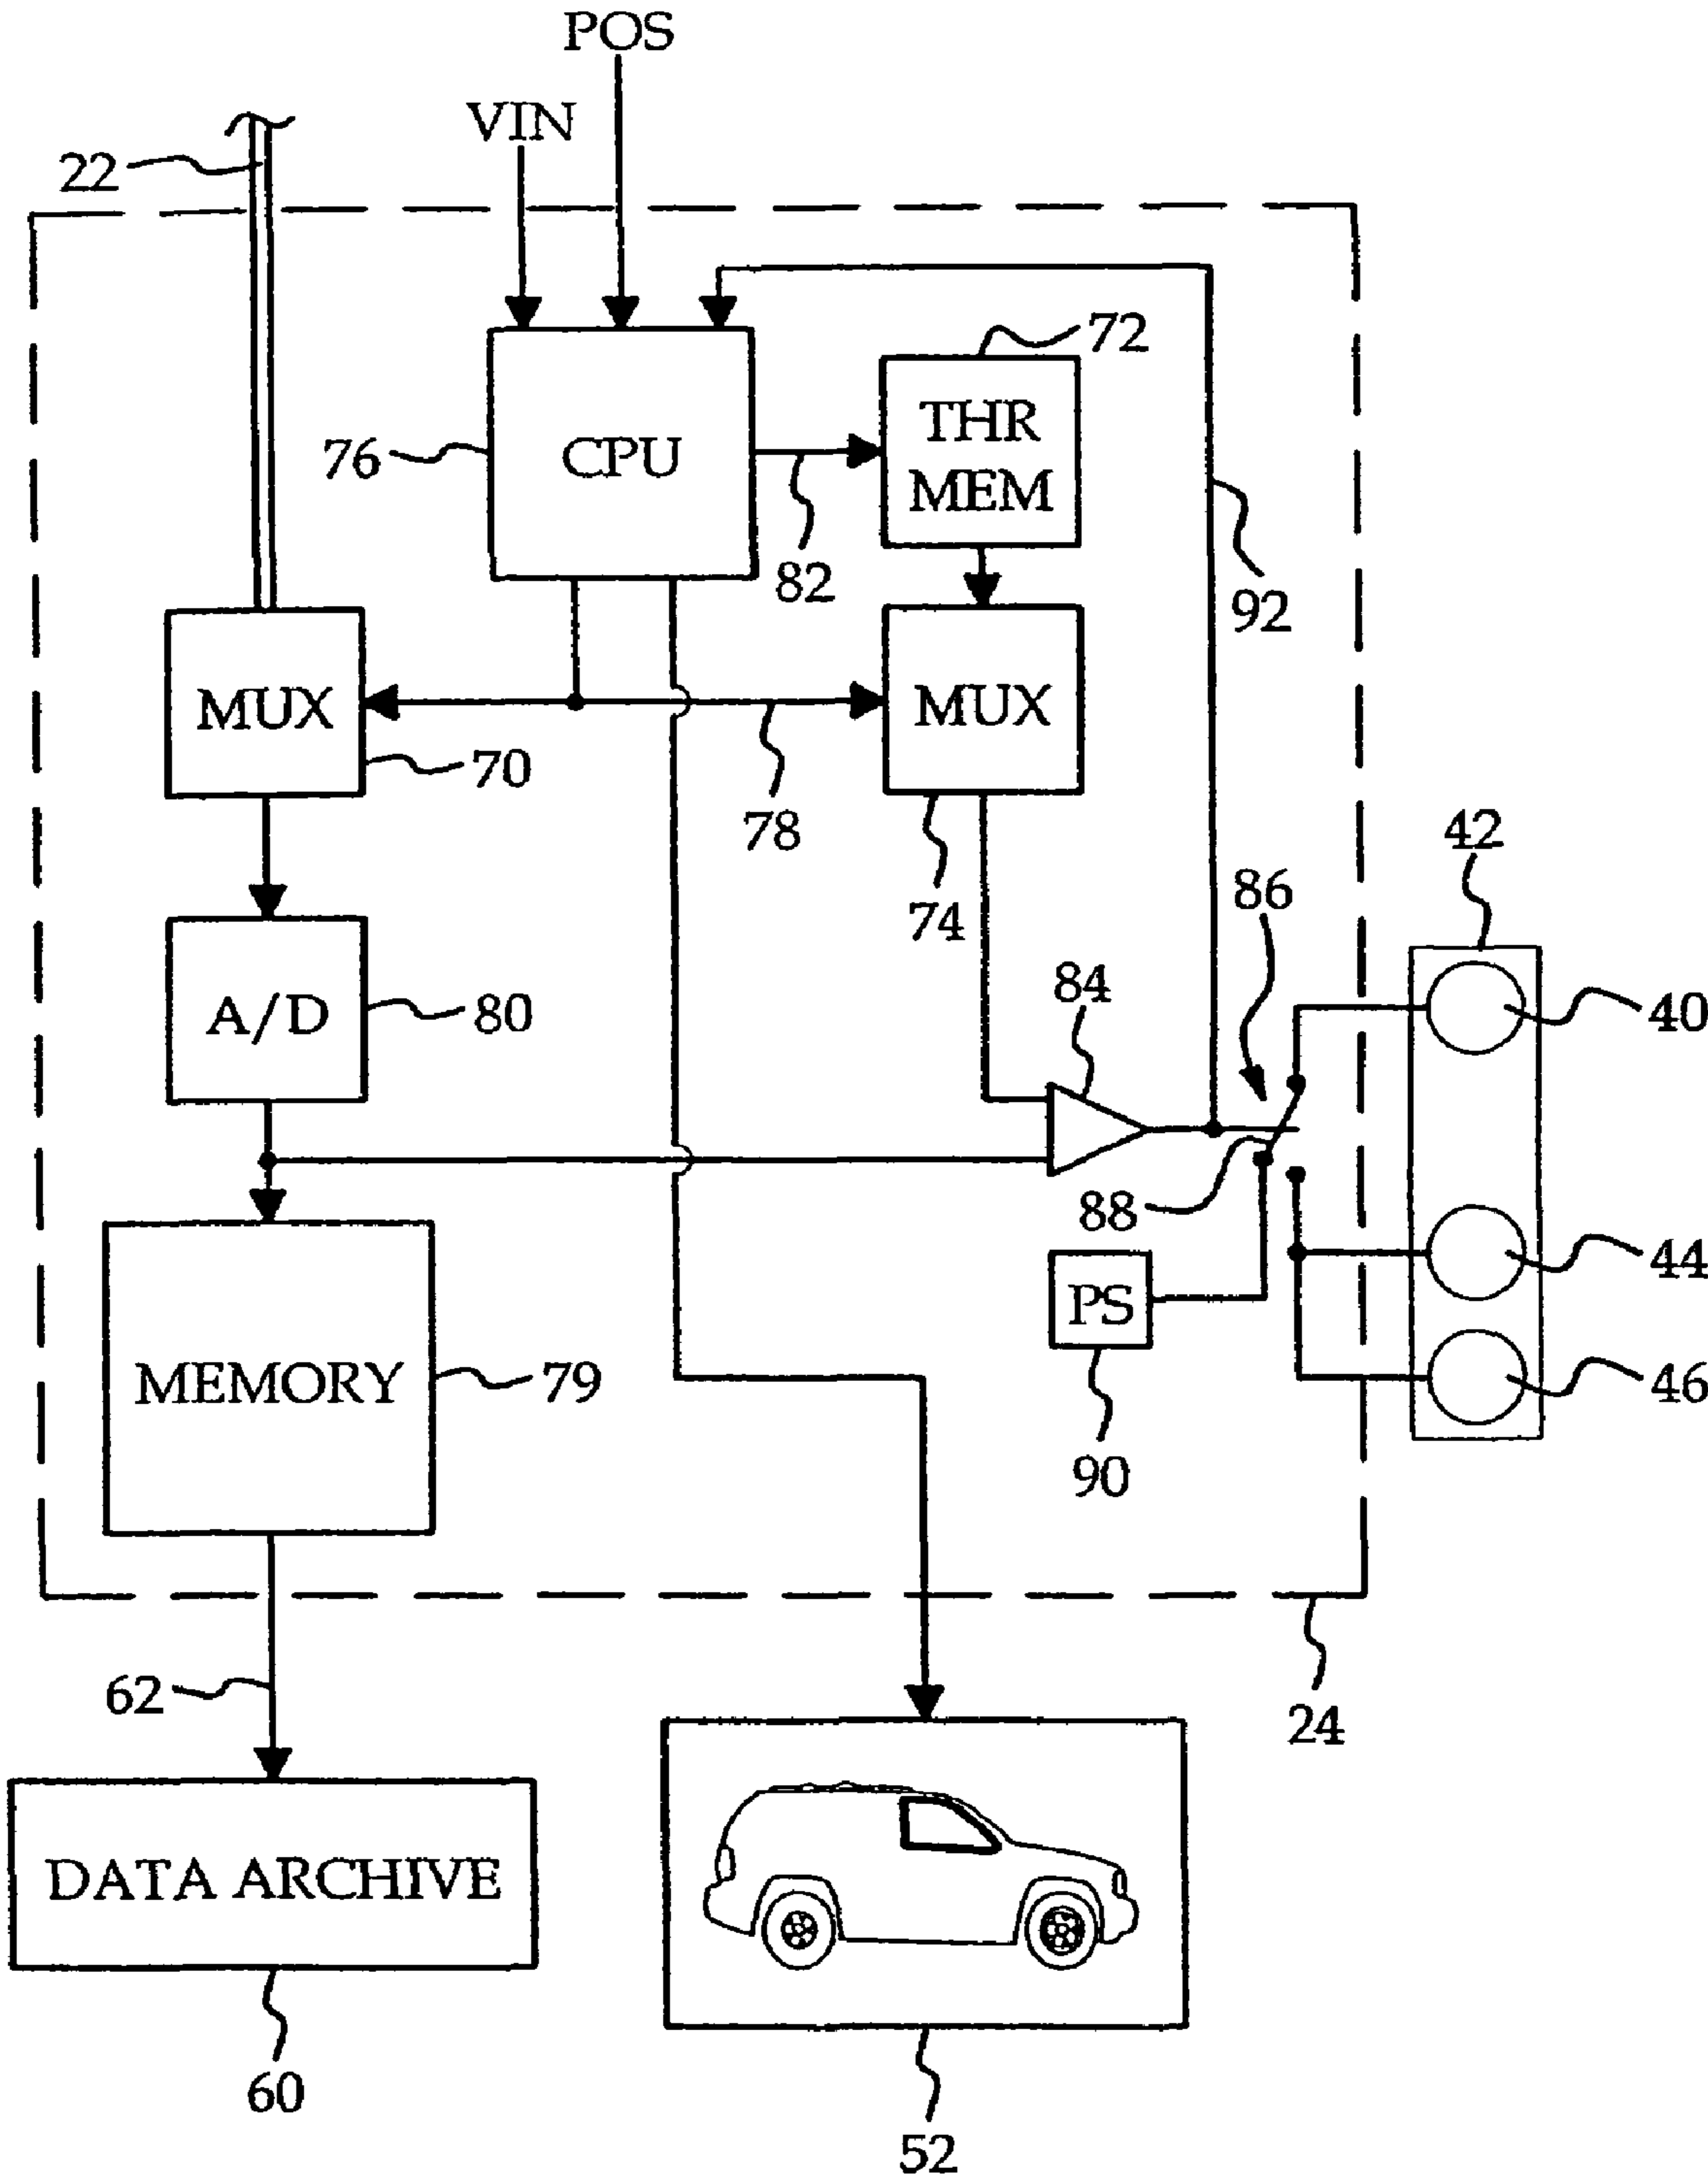 POS
VIN
22
72
THR
MEM
76
CPU
82
92
MUX
MUX
70
78
42
74
86
84
A/D
80
40
88
44
PS
MEMORY
79
46
90
62
24
DATA ARCHIVE
60
52